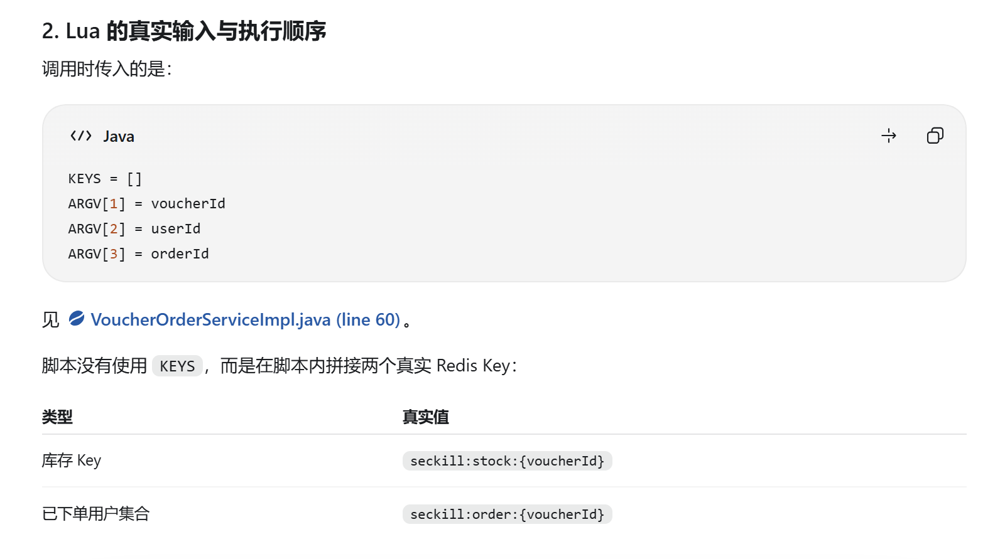 2. Lua 的真实输入与执行顺序
调用时传入的是：
</> Java
KEYS = []
ARGV[1] = voucherId
ARGV[2] = userId
ARGV[3] = orderId
见 VoucherOrderServiceImpl.java (line 60)。
脚本没有使用 KEYS，而是在脚本内拼接两个真实 Redis Key：
类型 真实值
库存 Key seckill:stock:{voucherId}
已下单用户集合 seckill:order:{voucherId}